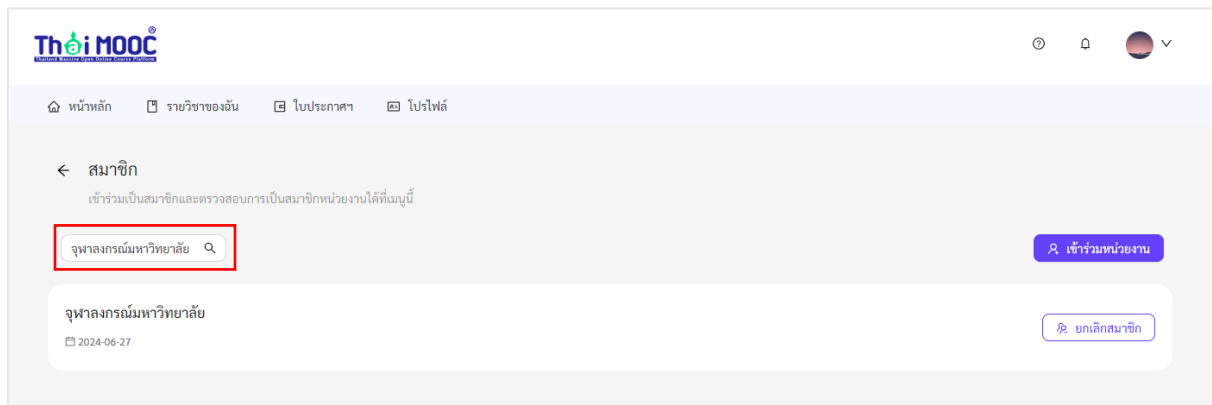 Thai MOOC®
Thailand Massive Open Online Course Platform
หน้าหลัก รายวิชาของฉัน ใบประกาศฯ โปรไฟล์
สมาชิก
เข้าร่วมเป็นสมาชิกและตรวจสอบการเป็นสมาชิกหน่วยงานได้ที่เมนูนี้
จุฬาลงกรณ์มหาวิทยาลัย เข้าร่วมหน่วยงาน
จุฬาลงกรณ์มหาวิทยาลัย
2024-06-27
ยกเลิกสมาชิก